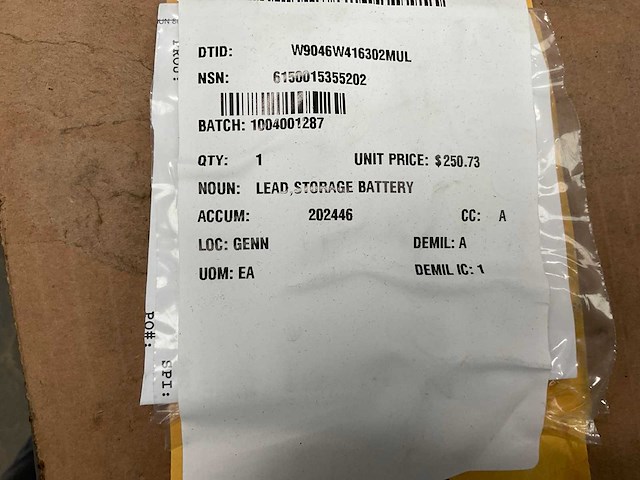 DTID: W9046W416302MUL
NSN: 6150015355202
BATCH: 1004001287
QTY: 1 UNIT PRICE: $250.73
NOUN: LEAD,STORAGE BATTERY
ACCUM: 202446 CC: A
LOC: GENN DEMIL: A
UOM: EA DEMIL IC: 1
PO#:
SPI: